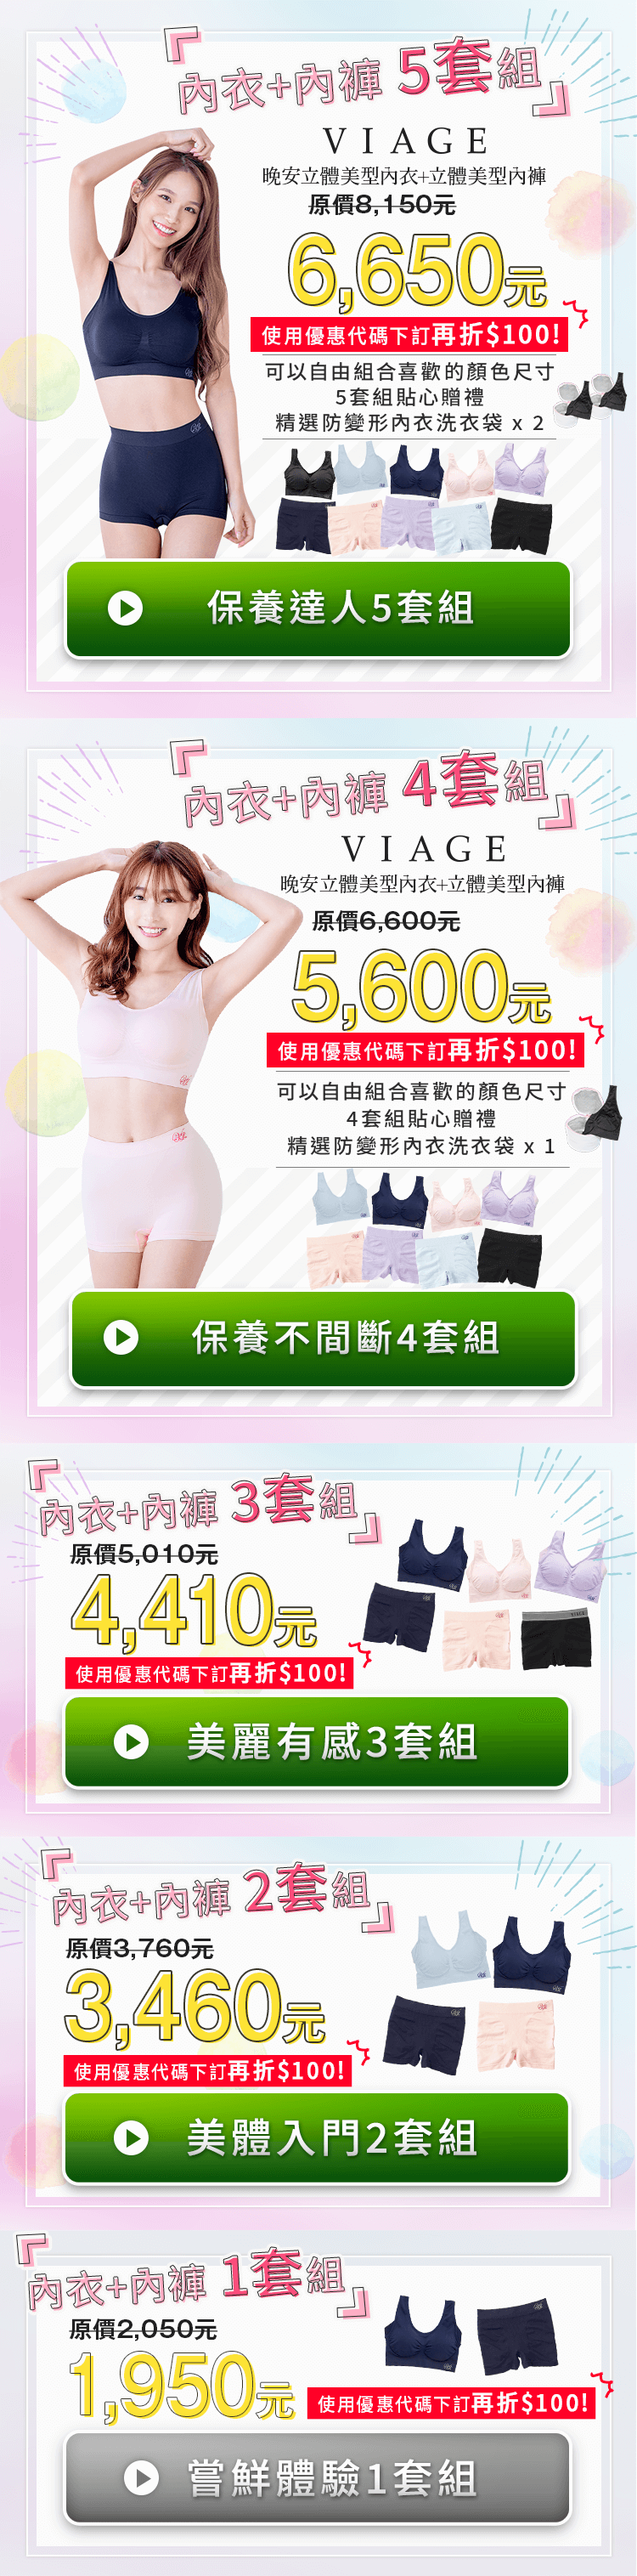 內衣+內褲 5套組
VIAGE
晚安立體美型內衣+立體美型內褲
原價8,150元
6,650元
使用優惠代碼下訂再折$100!
可以自由組合喜歡的顏色尺寸
5套組貼心贈禮
精選防變形內衣洗衣袋 x 2
保養達人5套組
內衣+內褲 4套組
VIAGE
晚安立體美型內衣+立體美型內褲
原價6,600元
5,600元
使用優惠代碼下訂再折$100!
可以自由組合喜歡的顏色尺寸
4套組貼心贈禮
精選防變形內衣洗衣袋 x 1
保養不間斷4套組
內衣+內褲 3套組
原價5,010元
4,410元
使用優惠代碼下訂再折$100!
美麗有感3套組
內衣+內褲 2套組
原價3,760元
3,460元
使用優惠代碼下訂再折$100!
美體入門2套組
內衣+內褲 1套組
原價2,050元
1,950元
使用優惠代碼下訂再折$100!
嘗鮮體驗1套組